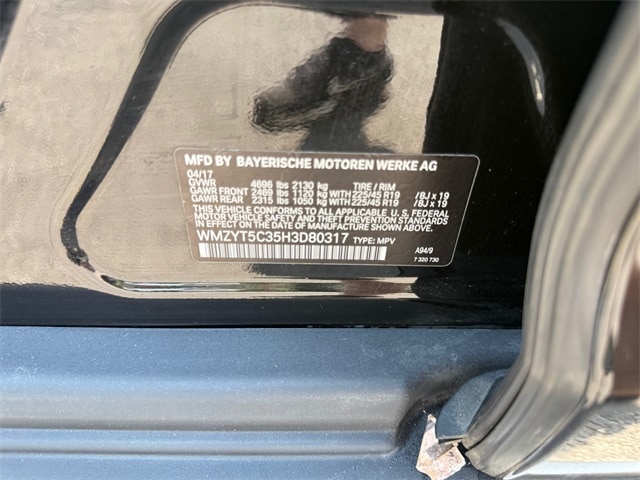 MFD BY BAYERISCHE MOTOREN WERKE AG
04/17
GVWR 4696 lbs 2130 kg TIRE / RIM
GAWR FRONT 2469 lbs 1120 kg WITH 225/45 R19 /8J x 19
GAWR REAR 2315 lbs 1050 kg WITH 225/45 R19 /8J x 19
THIS VEHICLE CONFORMS TO ALL APPLICABLE U. S. FEDERAL
MOTOR VEHICLE SAFETY AND THEFT PREVENTION STANDARDS
IN EFFECT ON THE DATE OF MANUFACTURE SHOWN ABOVE.
WMZYT5C35H3D80317 TYPE: MPV
A94/9
7 320 730